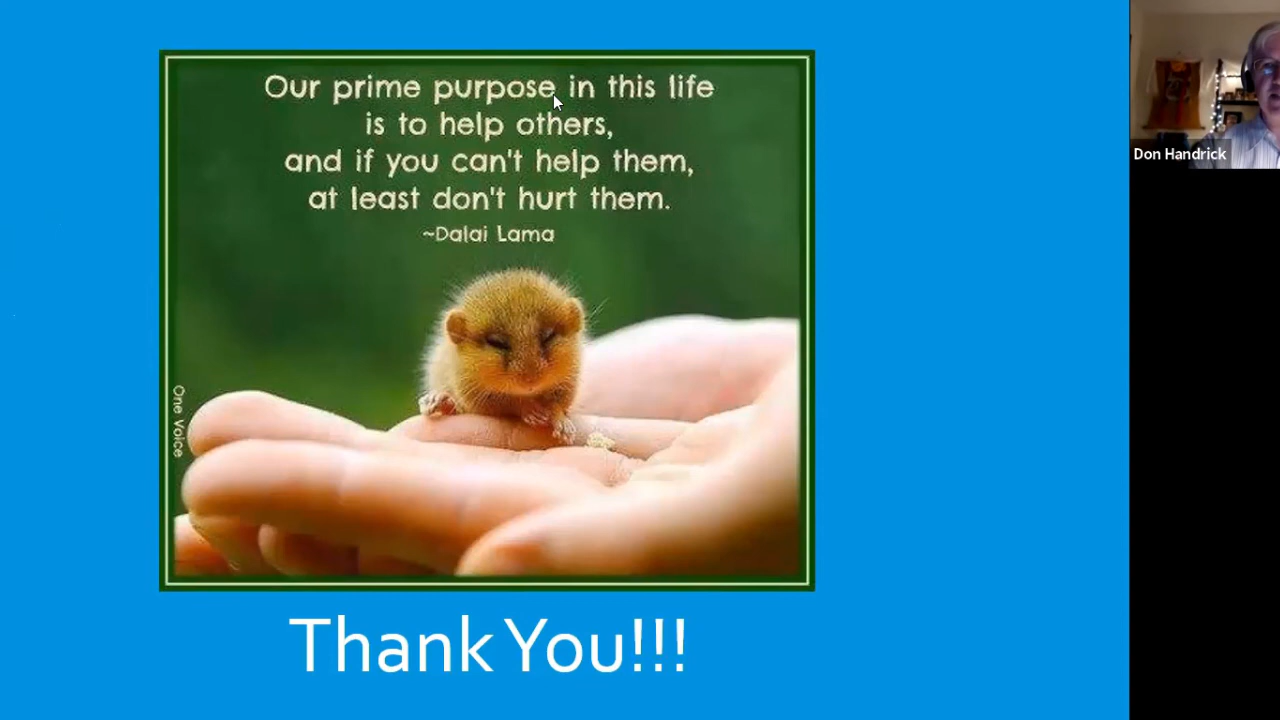 Our prime purpose in this life
is to help others,
and if you can't help them,
at least don't hurt them.
~Dalai Lama
One Voice
Thank You!!!
Don Handrick